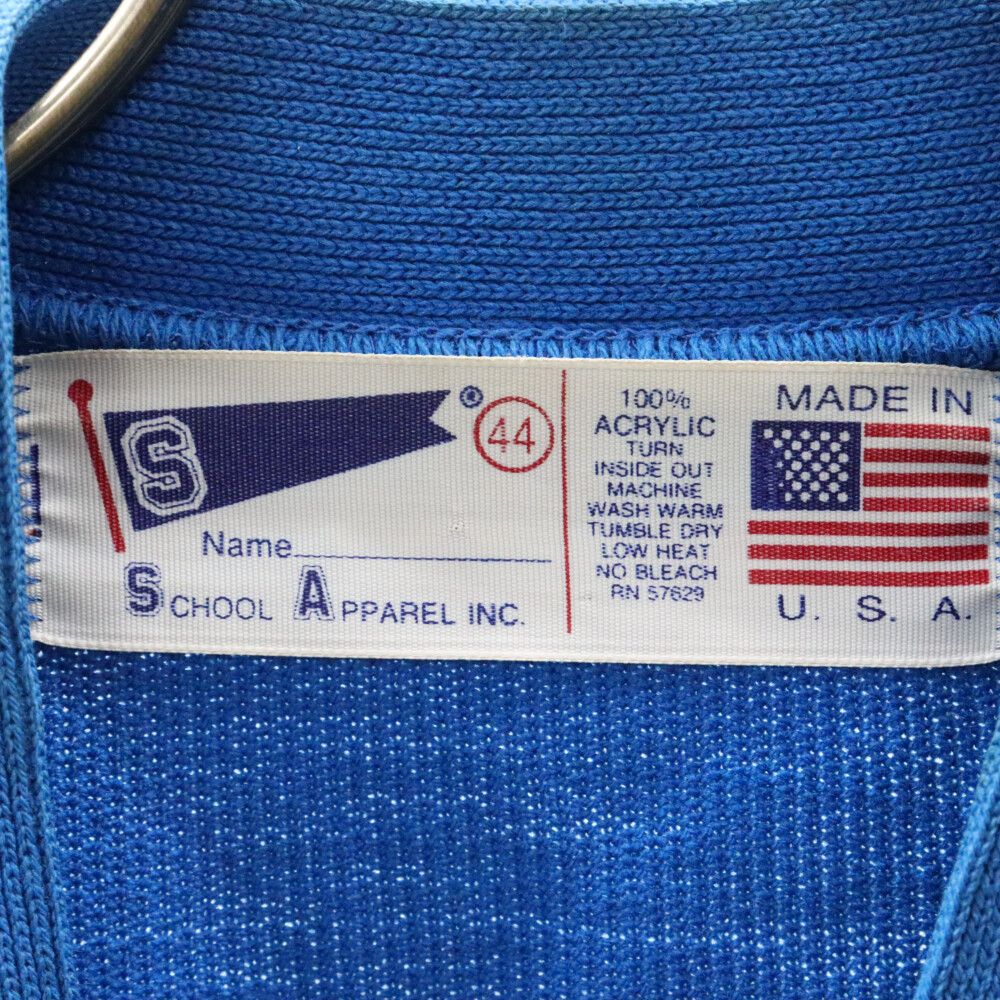 S ®
44
Name
SCHOOL APPAREL INC.
100%
ACRYLIC
TURN
INSIDE OUT
MACHINE
WASH WARM
TUMBLE DRY
LOW HEAT
NO BLEACH
RN 57629
MADE IN
U. S. A.